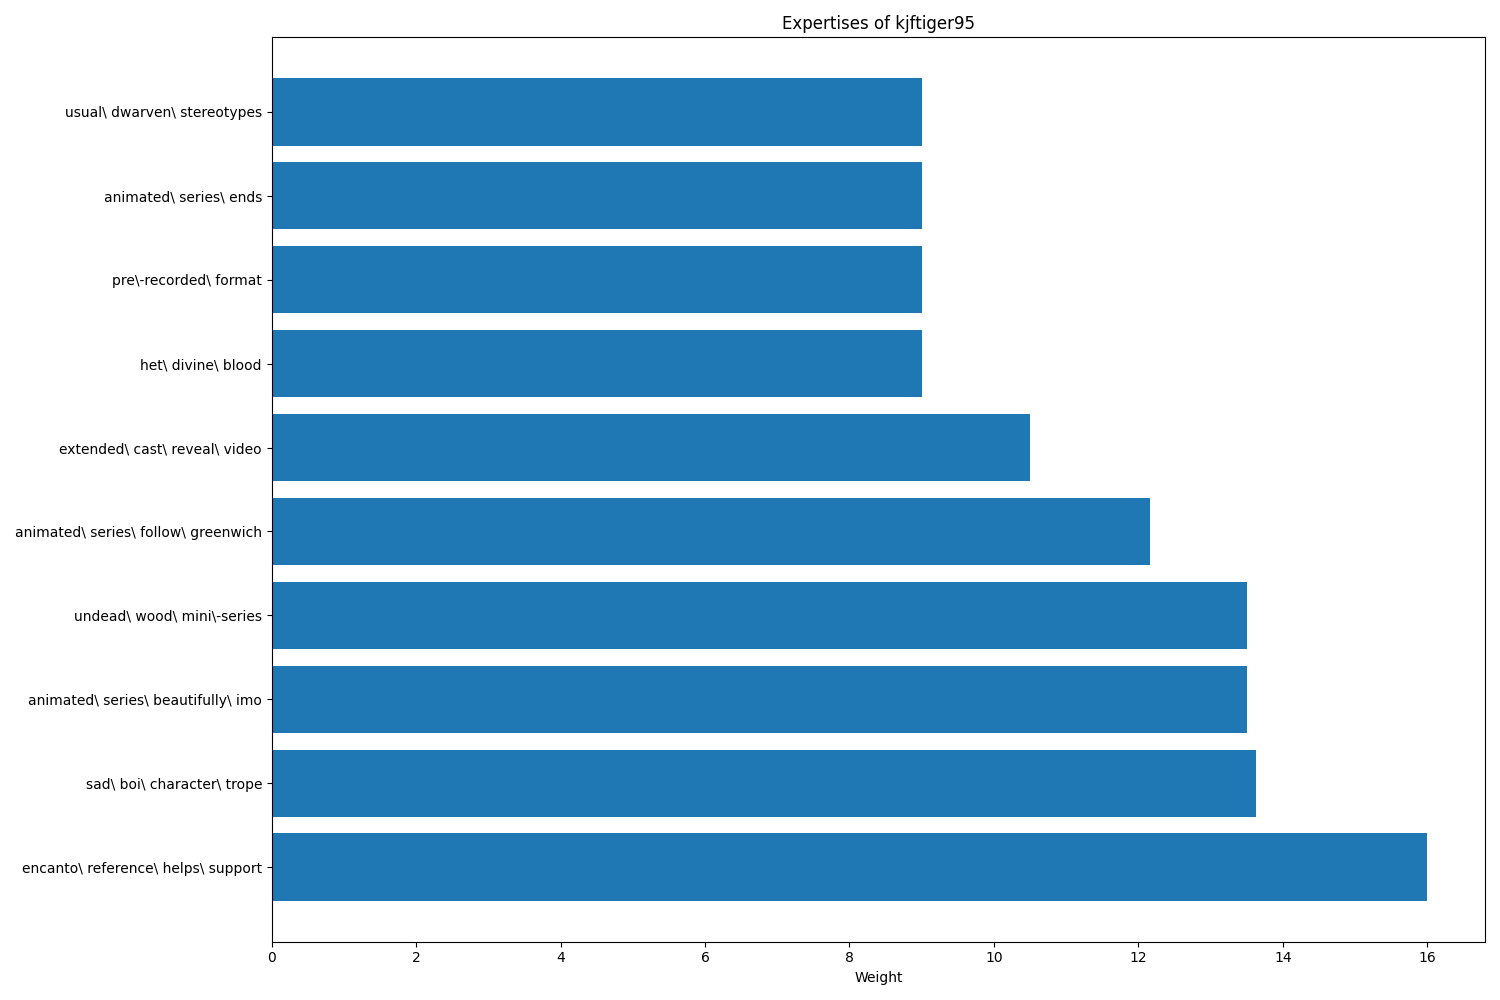 Expertises of kjftiger95
usual\ dwarven\ stereotypes
animated\ series\ ends
pre\-recorded\ format
het\ divine\ blood
extended\ cast\ reveal\ video
animated\ series\ follow\ greenwich
undead\ wood\ mini\-series
animated\ series\ beautifully\ imo
sad\ boi\ character\ trope
encanto\ reference\ helps\ support
0 2 4 6 8 10 12 14 16
Weight